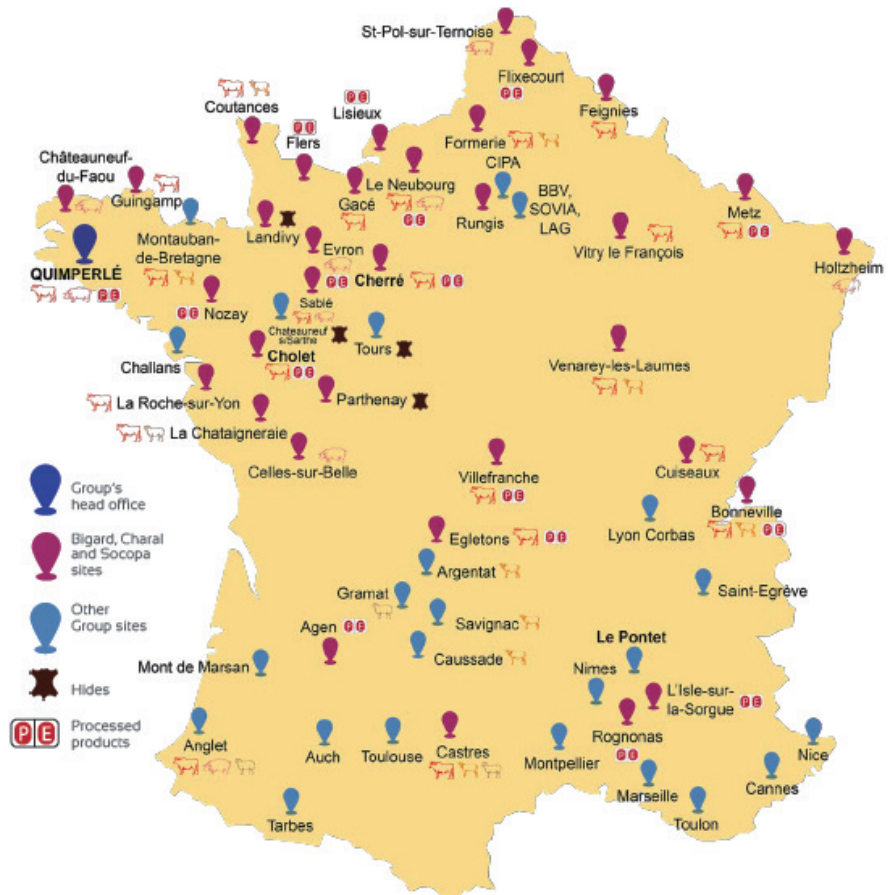 St-Pol-sur-Ternoise
Flixecourt
PE
Feignies
Coutances
PE
Lisieux
PE
Flers
Formerie
CIPA
Châteauneuf-
du-Faou
Guingamp
Gacé
Le Neubourg
PE
Rungis
BBV,
SOVIA,
LAG
Metz
PE
Montauban-
de-Bretagne
Landivy
Evron
Vitry le François
Holtzheim
QUIMPERLÉ
PE
Cherré
PE
PE
Sablé
PE Nozay
Chateauneuf
s/Sarthe
Tours
Cholet
PE
Challans
Venarey-les-Laumes
La Roche-sur-Yon
Parthenay
La Chataigneraie
Celles-sur-Belle
Villefranche
PE
Cuiseaux
Bonneville
PE
Lyon Corbas
Group's
head office
Bigard, Charal
and Socopa
sites
Other
Group sites
Hides
PE Processed
products
Egletons PE
Argentat
Saint-Egrève
Gramat
Savignac
Agen PE
Caussade
Le Pontet
Mont de Marsan
Nimes
L'Isle-sur-
la-Sorgue PE
Rognonas
PE
Anglet
Auch
Toulouse
Castres
Montpellier
Nice
Marseille
Cannes
Tarbes
Toulon